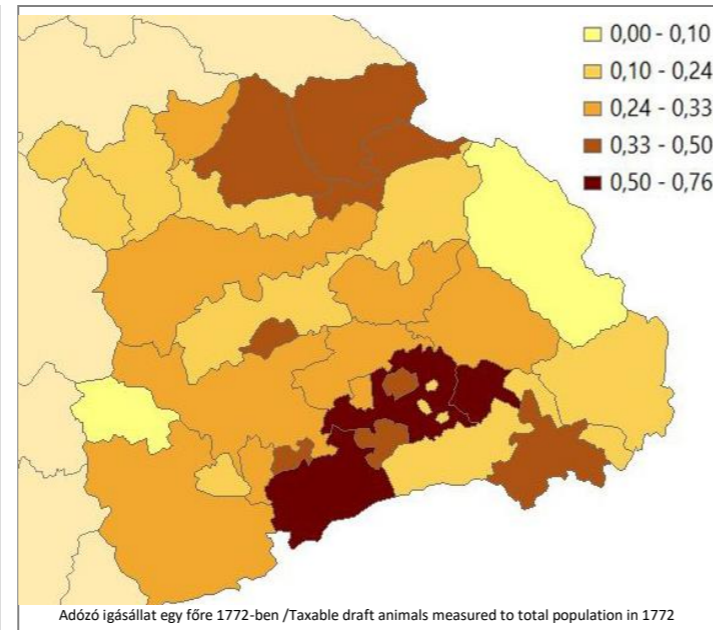 0,00 - 0,10
0,10 - 0,24
0,24 - 0,33
0,33 - 0,50
0,50 - 0,76
Adózó igásállat egy főre 1772-ben /Taxable draft animals measured to total population in 1772